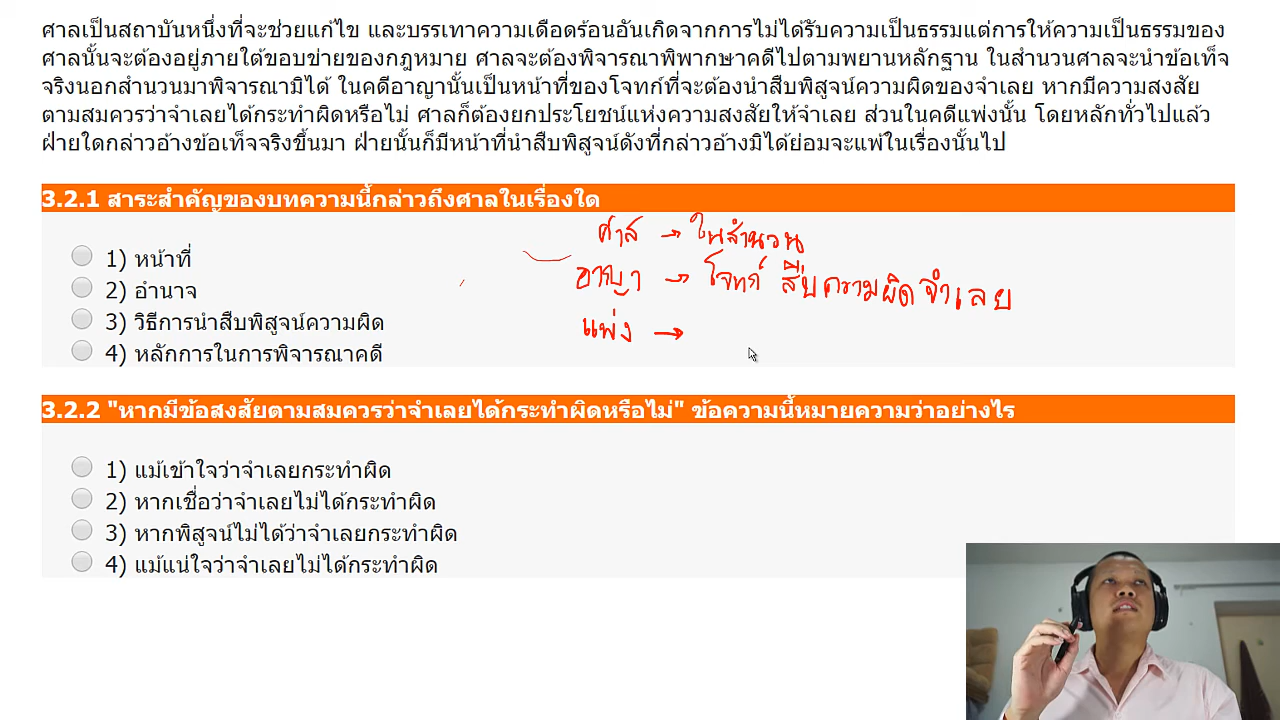 ศาลเป็นสถาบันหนึ่งที่จะช่วยแก้ไข และบรรเทาความเดือดร้อนอันเกิดจากการไม่ได้รับความเป็นธรรมแต่การให้ความเป็นธรรมของ
ศาลนั้นจะต้องอยู่ภายใต้ขอบข่ายของกฎหมาย ศาลจะต้องพิจารณาพิพากษาคดีไปตามพยานหลักฐาน ในสำนวนศาลจะนำข้อเท็จ
จริงนอกสำนวนมาพิจารณามิได้ ในคดีอาญานั้นเป็นหน้าที่ของโจทก์ที่จะต้องนำสืบพิสูจน์ความผิดของจำเลย หากมีความสงสัย
ตามสมควรว่าจำเลยได้กระทำผิดหรือไม่ ศาลก็ต้องยกประโยชน์แห่งความสงสัยให้จำเลย ส่วนในคดีแพ่งนั้น โดยหลักทั่วไปแล้ว
ฝ่ายใดกล่าวอ้างข้อเท็จจริงขึ้นมา ฝ่ายนั้นก็มีหน้าที่นำสืบพิสูจน์ดังที่กล่าวอ้างมิได้ย่อมจะแพ้ในเรื่องนั้นไป
3.2.1 สาระสำคัญของบทความนี้กล่าวถึงศาลในเรื่องใด
ศาล → ในสำนวน
1) หน้าที่
อาญา → โจทก์ สืบความผิดจำเลย
2) อำนาจ
3) วิธีการนำสืบพิสูจน์ความผิด
แพ่ง →
4) หลักการในการพิจารณาคดี
3.2.2 "หากมีข้อสงสัยตามสมควรว่าจำเลยได้กระทำผิดหรือไม่" ข้อความนี้หมายความว่าอย่างไร
1) แม้เข้าใจว่าจำเลยกระทำผิด
2) หากเชื่อว่าจำเลยไม่ได้กระทำผิด
3) หากพิสูจน์ไม่ได้ว่าจำเลยกระทำผิด
4) แม้แน่ใจว่าจำเลยไม่ได้กระทำผิด